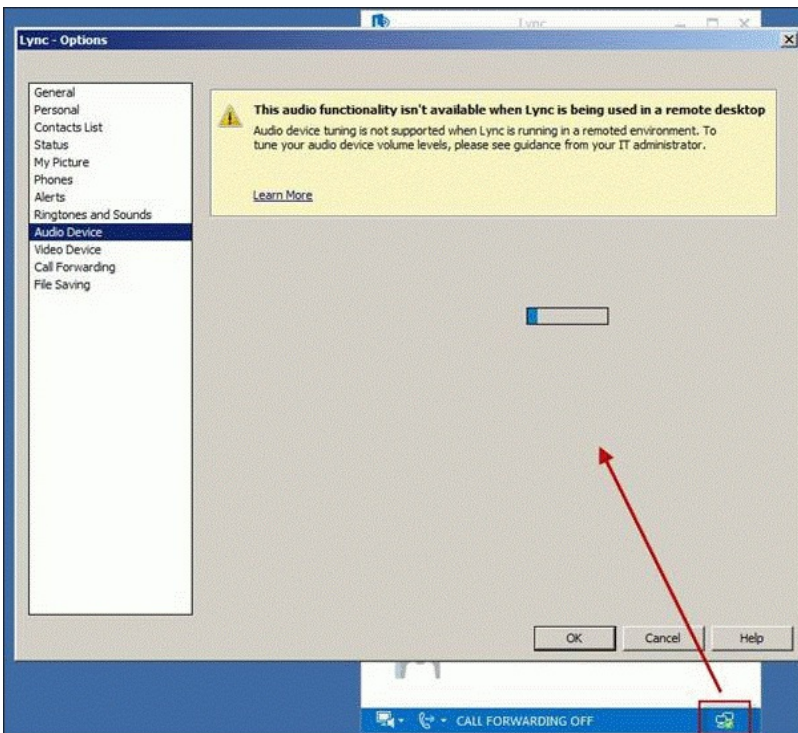 Lync
Lync - Options
General
Personal
Contacts List
Status
My Picture
Phones
Alerts
Ringtones and Sounds
Audio Device
Video Device
Call Forwarding
File Saving
This audio functionality isn't available when Lync is being used in a remote desktop
Audio device tuning is not supported when Lync is running in a remoted environment. To
tune your audio device volume levels, please see guidance from your IT administrator.
Learn More
OK
Cancel
Help
CALL FORWARDING OFF